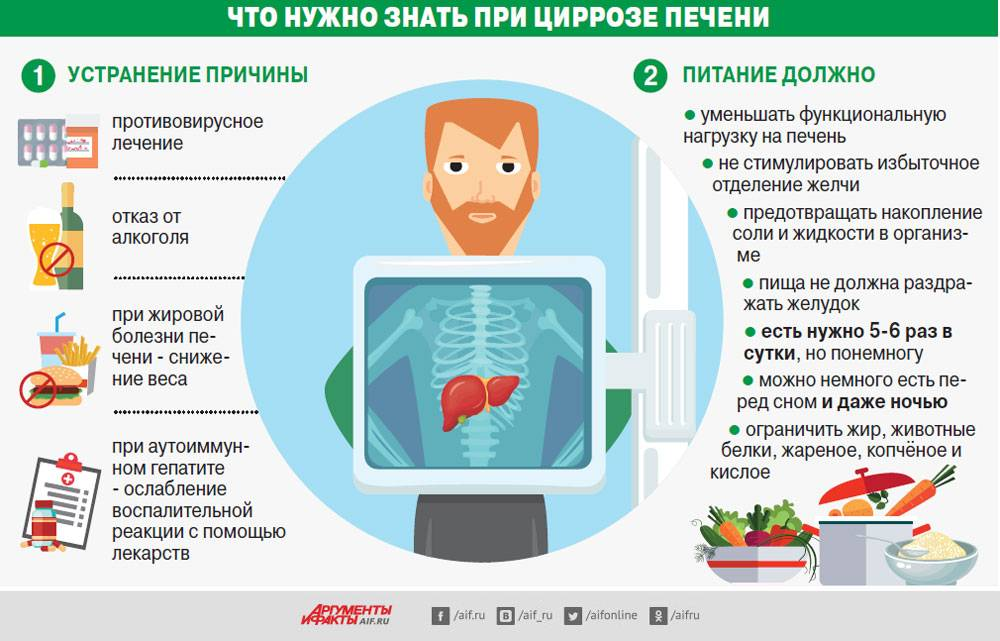 ЧТО НУЖНО ЗНАТЬ ПРИ ЦИРРОЗЕ ПЕЧЕНИ
1 УСТРАНЕНИЕ ПРИЧИНЫ
противовирусное
лечение
отказ от
алкоголя
при жировой
болезни пе-
чени - сниже-
ние веса
при аутоиммун-
ном гепатите
- ослабление
воспалительной
реакции с помощью
лекарств
2 ПИТАНИЕ ДОЛЖНО
● уменьшать функциональную
нагрузку на печень
● не стимулировать избыточное
отделение желчи
● предотвращать накопление
соли и жидкости в организ-
ме
● пища не должна раздра-
жать желудок
● есть нужно 5-6 раз в
сутки, но понемногу
● можно немного есть пе-
ред сном и даже ночью
● ограничить жир, животные
белки, жареное, копчёное и
кислое
АРГУМЕНТЫ
И ФАКТЫ AIF.RU
/aif.ru
/aif_ru
/aifonline
/aifru